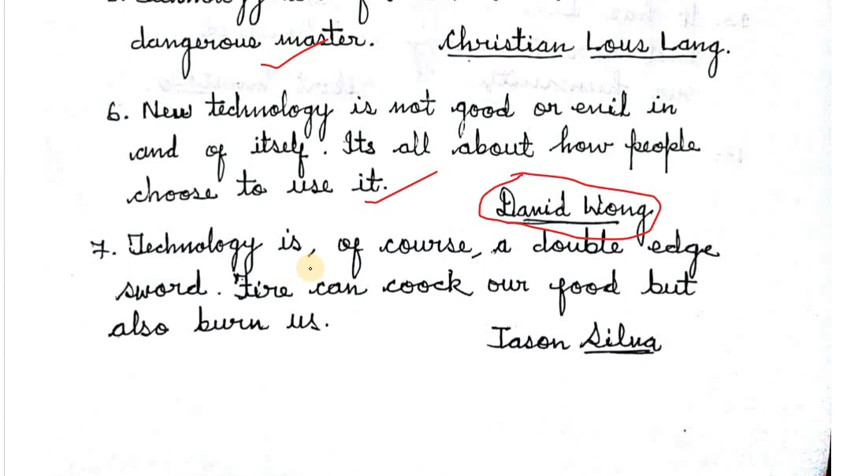 dangerous master. Christian Lous Lang.
6. New technology is not good or evil in
and of itself. Its all about how people
choose to use it.
David Wong
7. Technology is, of course, a double edge
sword. Fire can coock our food but
also burn us.
Jason Silva